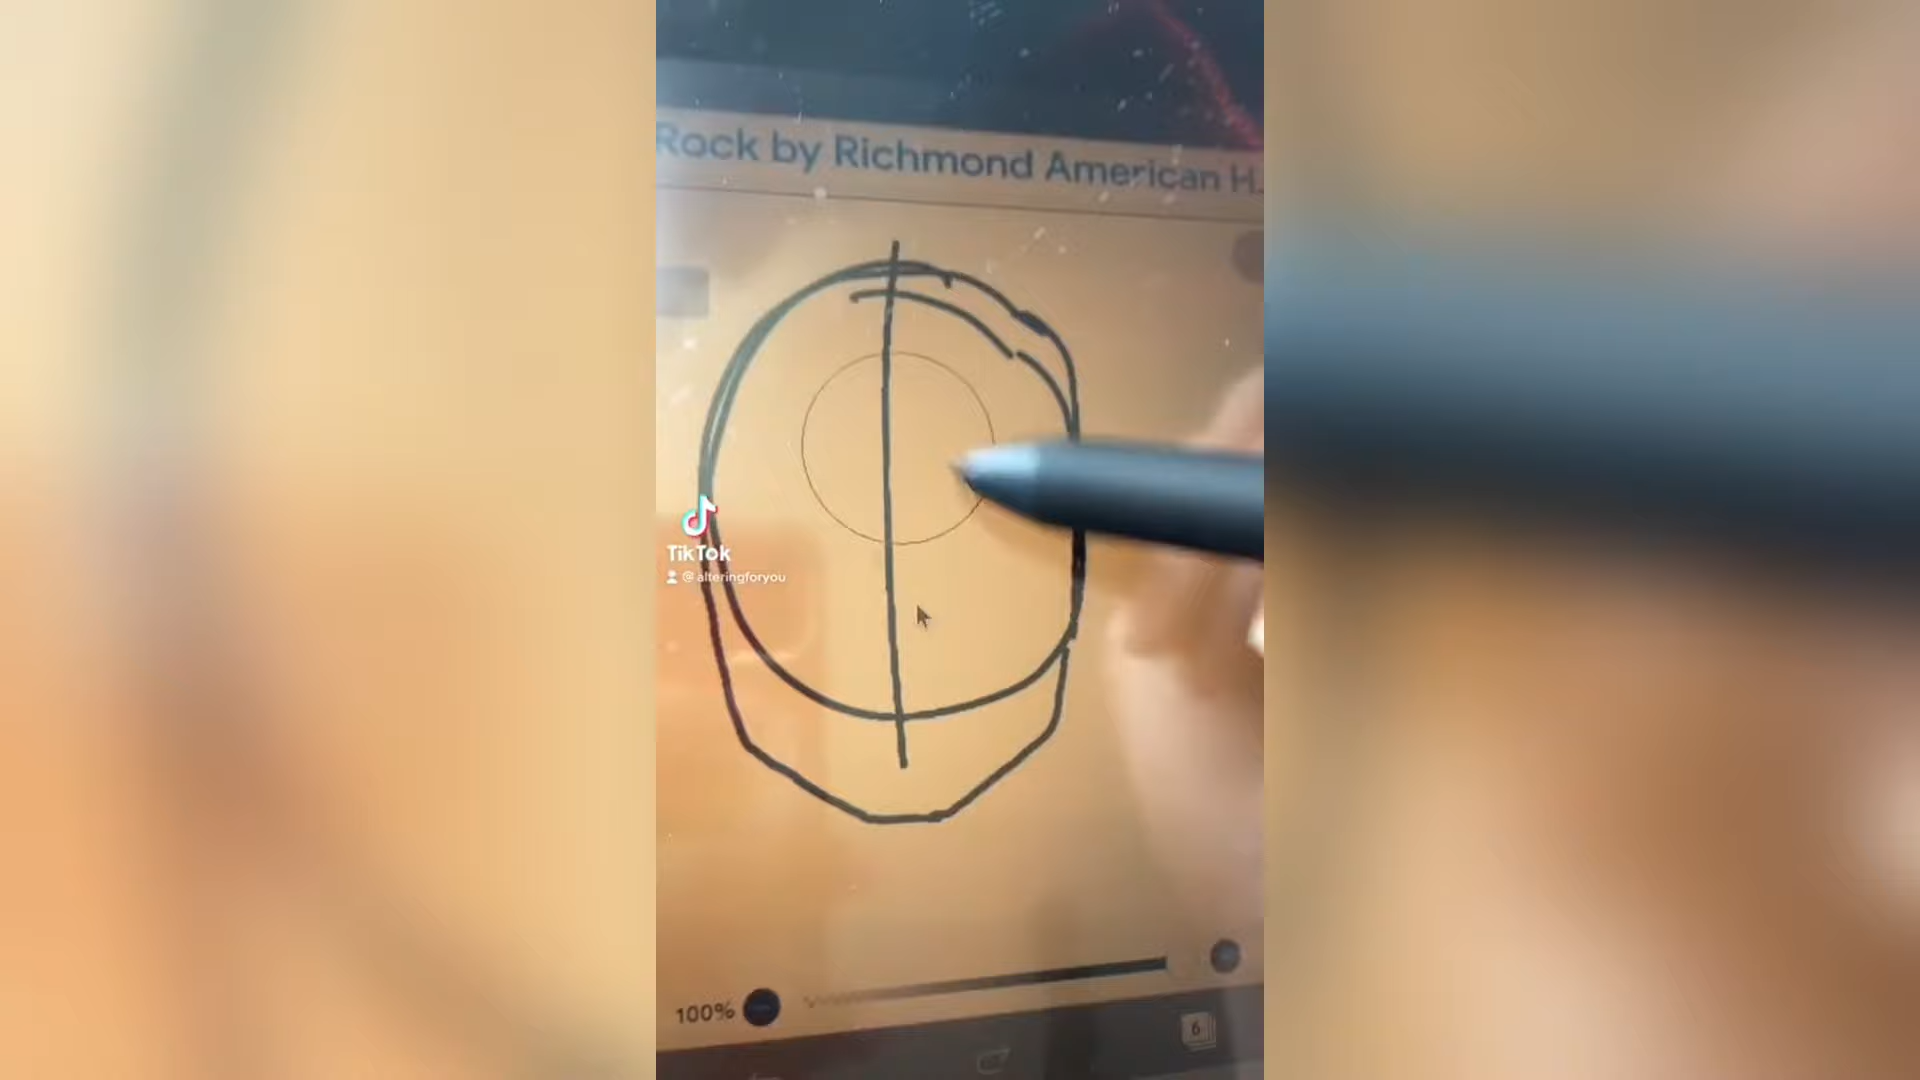 Rock by Richmond American H.
TikTok
@alteringforyou
100%
6